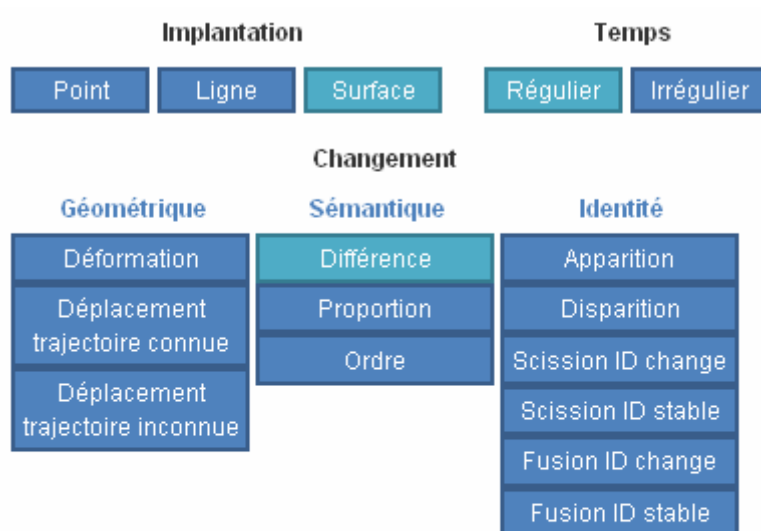 Implantation
Temps
Point
Ligne
Surface
Régulier
Irrégulier
Changement
Géométrique
Sémantique
Identité
Déformation
Déplacement
trajectoire connue
Déplacement
trajectoire inconnue
Différence
Proportion
Ordre
Apparition
Disparition
Scission ID change
Scission ID stable
Fusion ID change
Fusion ID stable